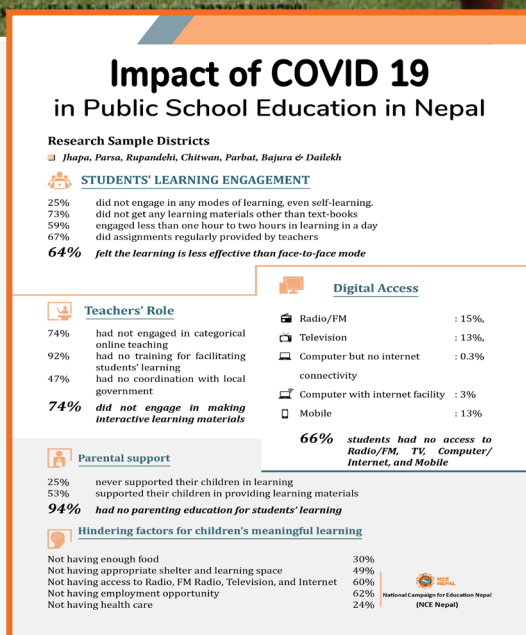 Impact of COVID 19
in Public School Education in Nepal
Research Sample Districts
Jhapa, Parsa, Rupandehi, Chitwan, Parbat, Bajura & Dailekh
STUDENTS' LEARNING ENGAGEMENT
25% did not engage in any modes of learning, even self-learning.
73% did not get any learning materials other than text-books
59% engaged less than one hour to two hours in learning in a day
67% did assignments regularly provided by teachers
64% felt the learning is less effective than face-to-face mode
Teachers' Role
74% had not engaged in categorical
online teaching
92% had no training for facilitating
students' learning
47% had no coordination with local
government
74% did not engage in making
interactive learning materials
Digital Access
Radio/FM : 15%,
Television : 13%,
Computer but no internet : 0.3%
connectivity
Computer with internet facility : 3%
Mobile : 13%
66% students had no access to
Radio/FM, TV, Computer/
Internet, and Mobile
Parental support
25% never supported their children in learning
53% supported their children in providing learning materials
94% had no parenting education for students' learning
Hindering factors for children's meaningful learning
Not having enough food 30%
Not having appropriate shelter and learning space 49%
Not having access to Radio, FM Radio, Television, and Internet 60%
Not having employment opportunity 62%
Not having health care 24%
NCE
NEPAL
National Campaign for Education Nepal
(NCE Nepal)